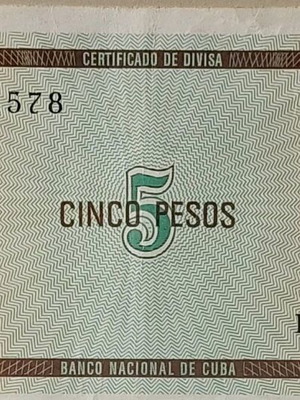 CERTIFICADO DE DIVISA
578
5
CINCO PESOS
BANCO NACIONAL DE CUBA